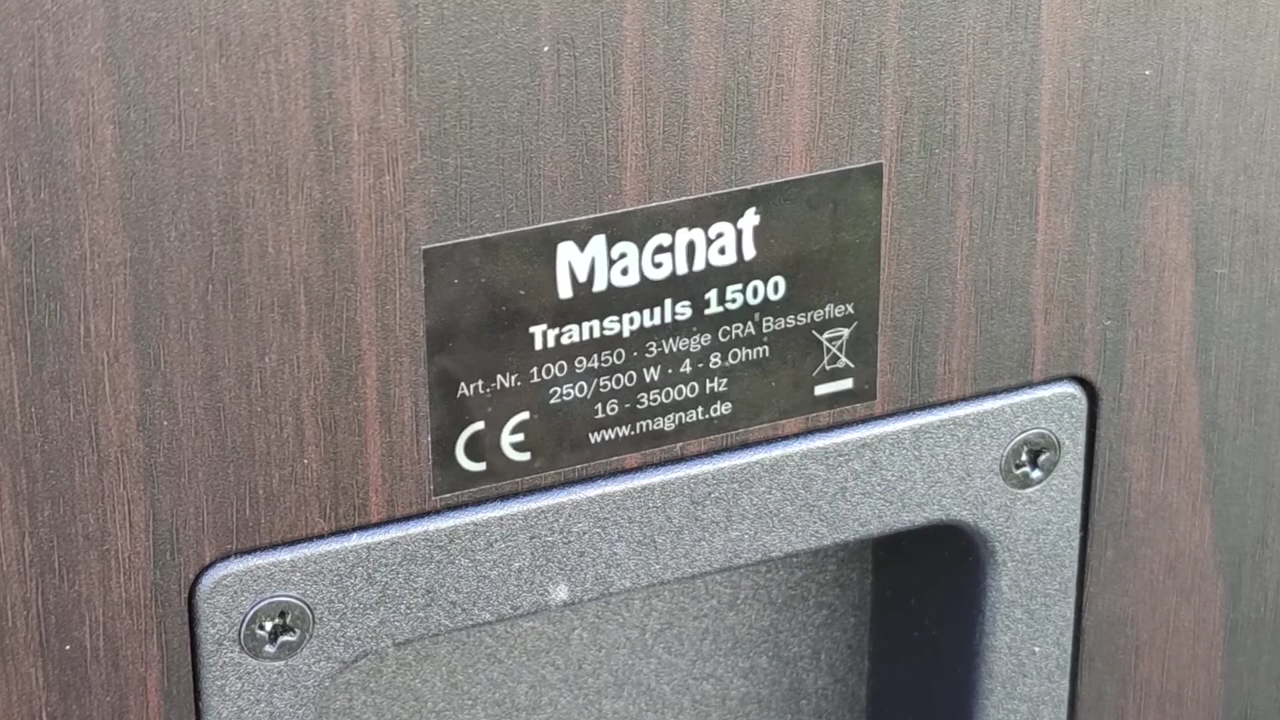 Magnat
Transpuls 1500
Art.-Nr. 100 9450 · 3-Wege CRA Bassreflex
250/500 W · 4 - 8 Ohm
16 - 35000 Hz
www.magnat.de
CE